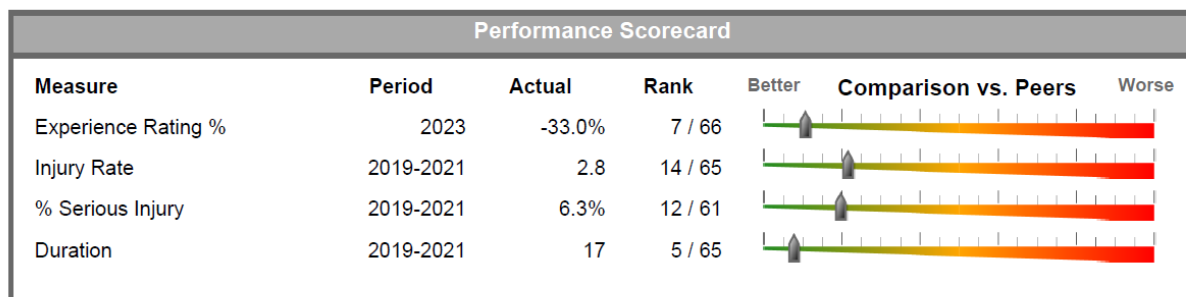 Performance Scorecard
Measure Period Actual Rank Better Comparison vs. Peers Worse
Experience Rating % 2023 -33.0% 7 / 66
Injury Rate 2019-2021 2.8 14 / 65
% Serious Injury 2019-2021 6.3% 12 / 61
Duration 2019-2021 17 5 / 65